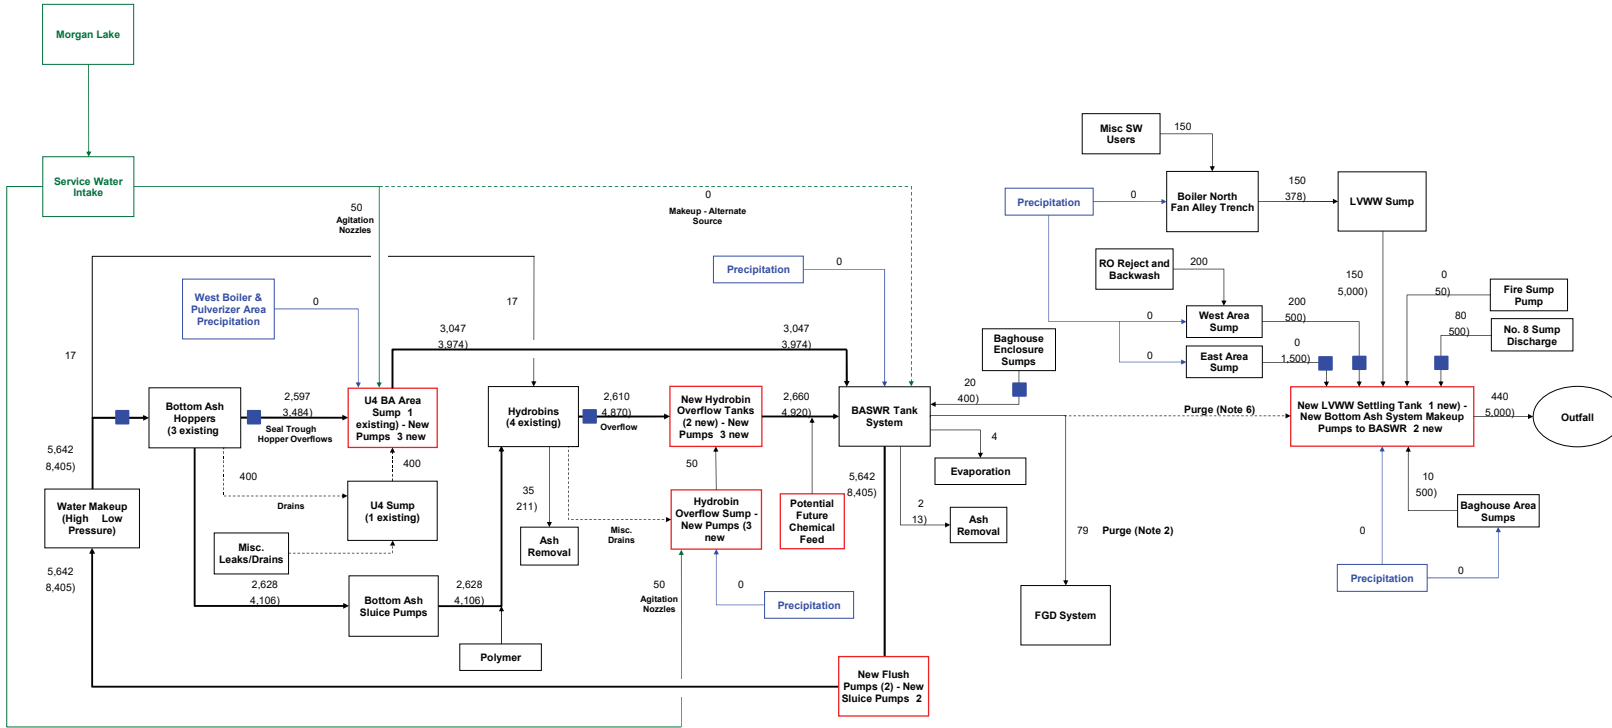 Morgan Lake
Service Water
Intake
50
Agitation
Nozzles
0
Makeup - Alternate
Source
Misc SW
Users
150
Precipitation
0
Boiler North
Fan Alley Trench
150
378)
LVWW Sump
West Boiler &
Pulverizer Area
Precipitation
0
17
Precipitation
0
RO Reject and
Backwash
200
150
5,000)
0
50)
Fire Sump
Pump
17
3,047
3,974)
3,047
3,974)
Baghouse
Enclosure
Sumps
0
West Area
Sump
200
500)
80
500)
No. 8 Sump
Discharge
0
East Area
Sump
0
1,500)
Bottom Ash
Hoppers
(3 existing
2,597
3,484)
Seal Trough
Hopper Overflows
U4 BA Area
Sump 1
existing) - New
Pumps 3 new
Hydrobins
(4 existing)
2,610
4,870)
Overflow
New Hydrobin
Overflow Tanks
(2 new) - New
Pumps 3 new
2,660
4,920)
BASWR Tank
System
20
400)
Purge (Note 6)
New LVWW Settling Tank 1 new) -
New Bottom Ash System Makeup
Pumps to BASWR 2 new
440
5,000)
Outfall
5,642
8,405)
400
400
50
4
Evaporation
Water Makeup
(High Low
Pressure)
Drains
U4 Sump
(1 existing)
35
211)
Hydrobin
Overflow Sump -
New Pumps (3
new
Potential
Future
Chemical
Feed
5,642
8,405)
2
13)
Ash
Removal
10
500)
Baghouse Area
Sumps
Misc.
Leaks/Drains
Ash
Removal
Misc.
Drains
79
Purge (Note 2)
0
5,642
8,405)
2,628
4,106)
Bottom Ash
Sluice Pumps
2,628
4,106)
50
Agitation
Nozzles
0
Precipitation
FGD System
Precipitation
0
Polymer
New Flush
Pumps (2) - New
Sluice Pumps 2